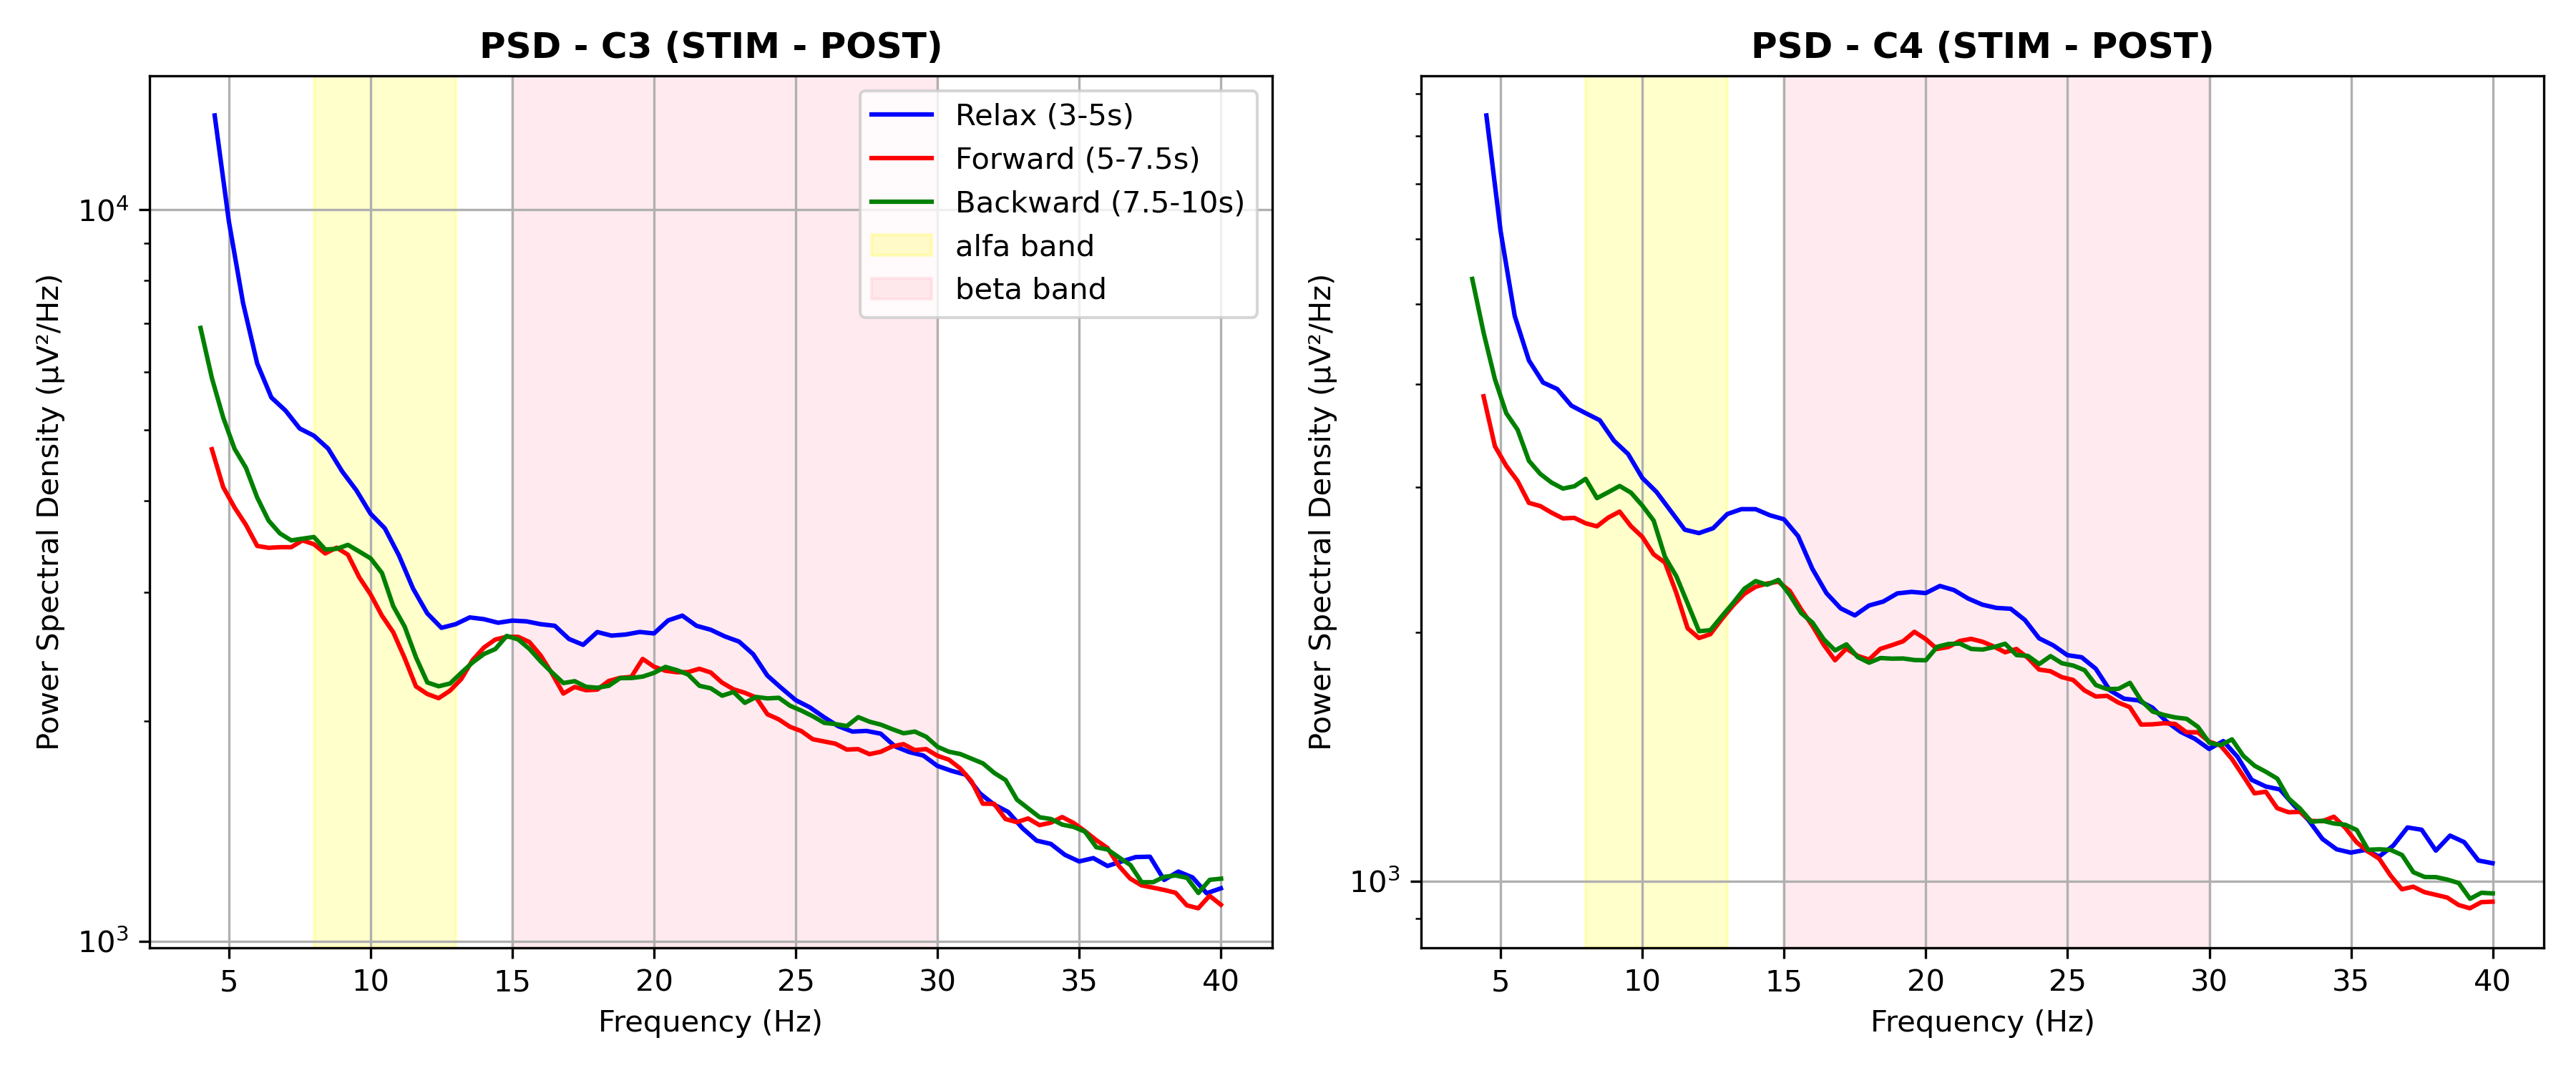 PSD - C3 (STIM - POST)
Power Spectral Density (µV²/Hz)
10⁴
10³
Relax (3-5s)
Forward (5-7.5s)
Backward (7.5-10s)
alfa band
beta band
5 10 15 20 25 30 35 40
Frequency (Hz)
PSD - C4 (STIM - POST)
Power Spectral Density (µV²/Hz)
10³
5 10 15 20 25 30 35 40
Frequency (Hz)